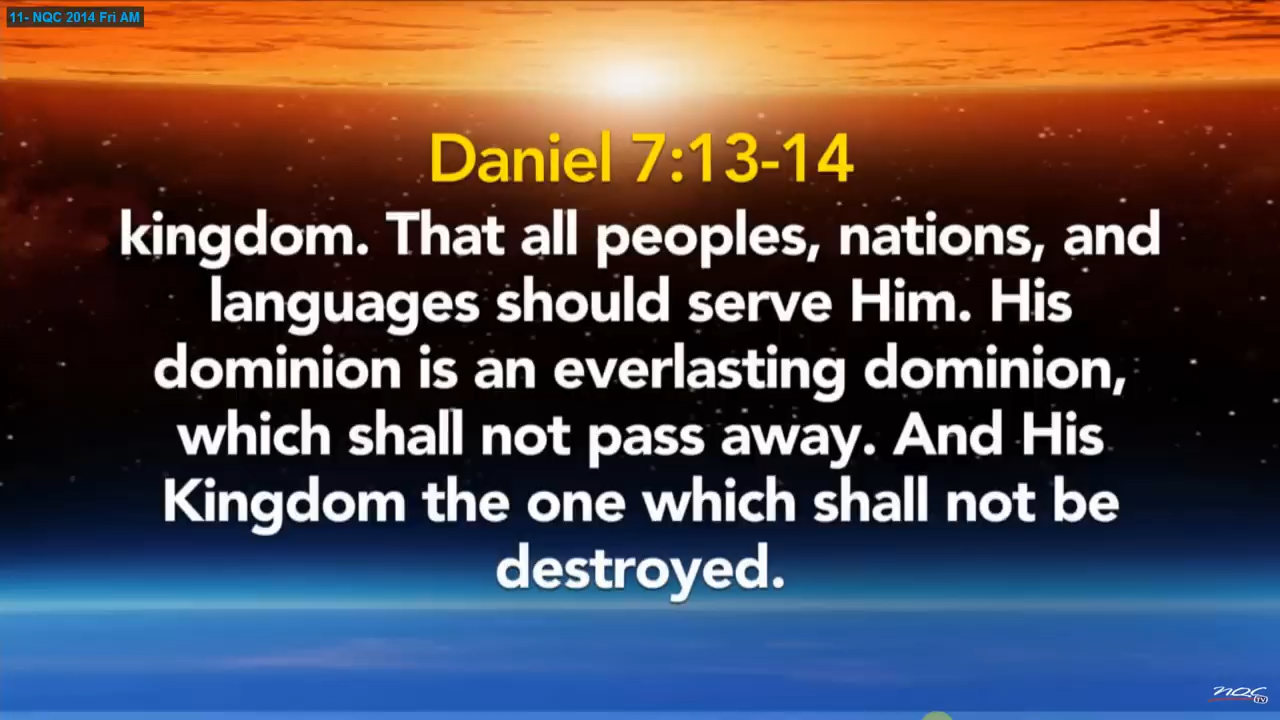 11- NQC 2014 Fri AM
Daniel 7:13-14
kingdom. That all peoples, nations, and
languages should serve Him. His
dominion is an everlasting dominion,
which shall not pass away. And His
Kingdom the one which shall not be
destroyed.
NQC TV